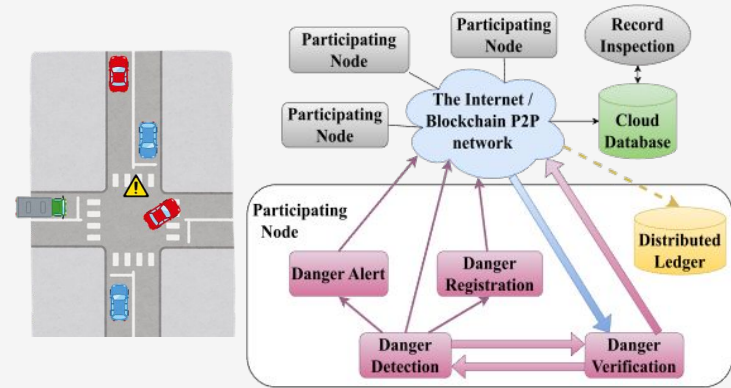 Participating
Node
Participating
Node
Record
Inspection
Participating
Node
The Internet /
Blockchain P2P
network
Cloud
Database
Participating
Node
Distributed
Ledger
Danger Alert
Danger
Registration
Danger
Detection
Danger
Verification